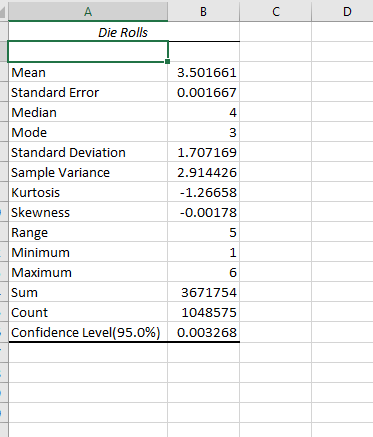 A B C D
Die Rolls
Mean 3.501661
Standard Error 0.001667
Median 4
Mode 3
Standard Deviation 1.707169
Sample Variance 2.914426
Kurtosis -1.26658
Skewness -0.00178
Range 5
Minimum 1
Maximum 6
Sum 3671754
Count 1048575
Confidence Level(95.0%) 0.003268